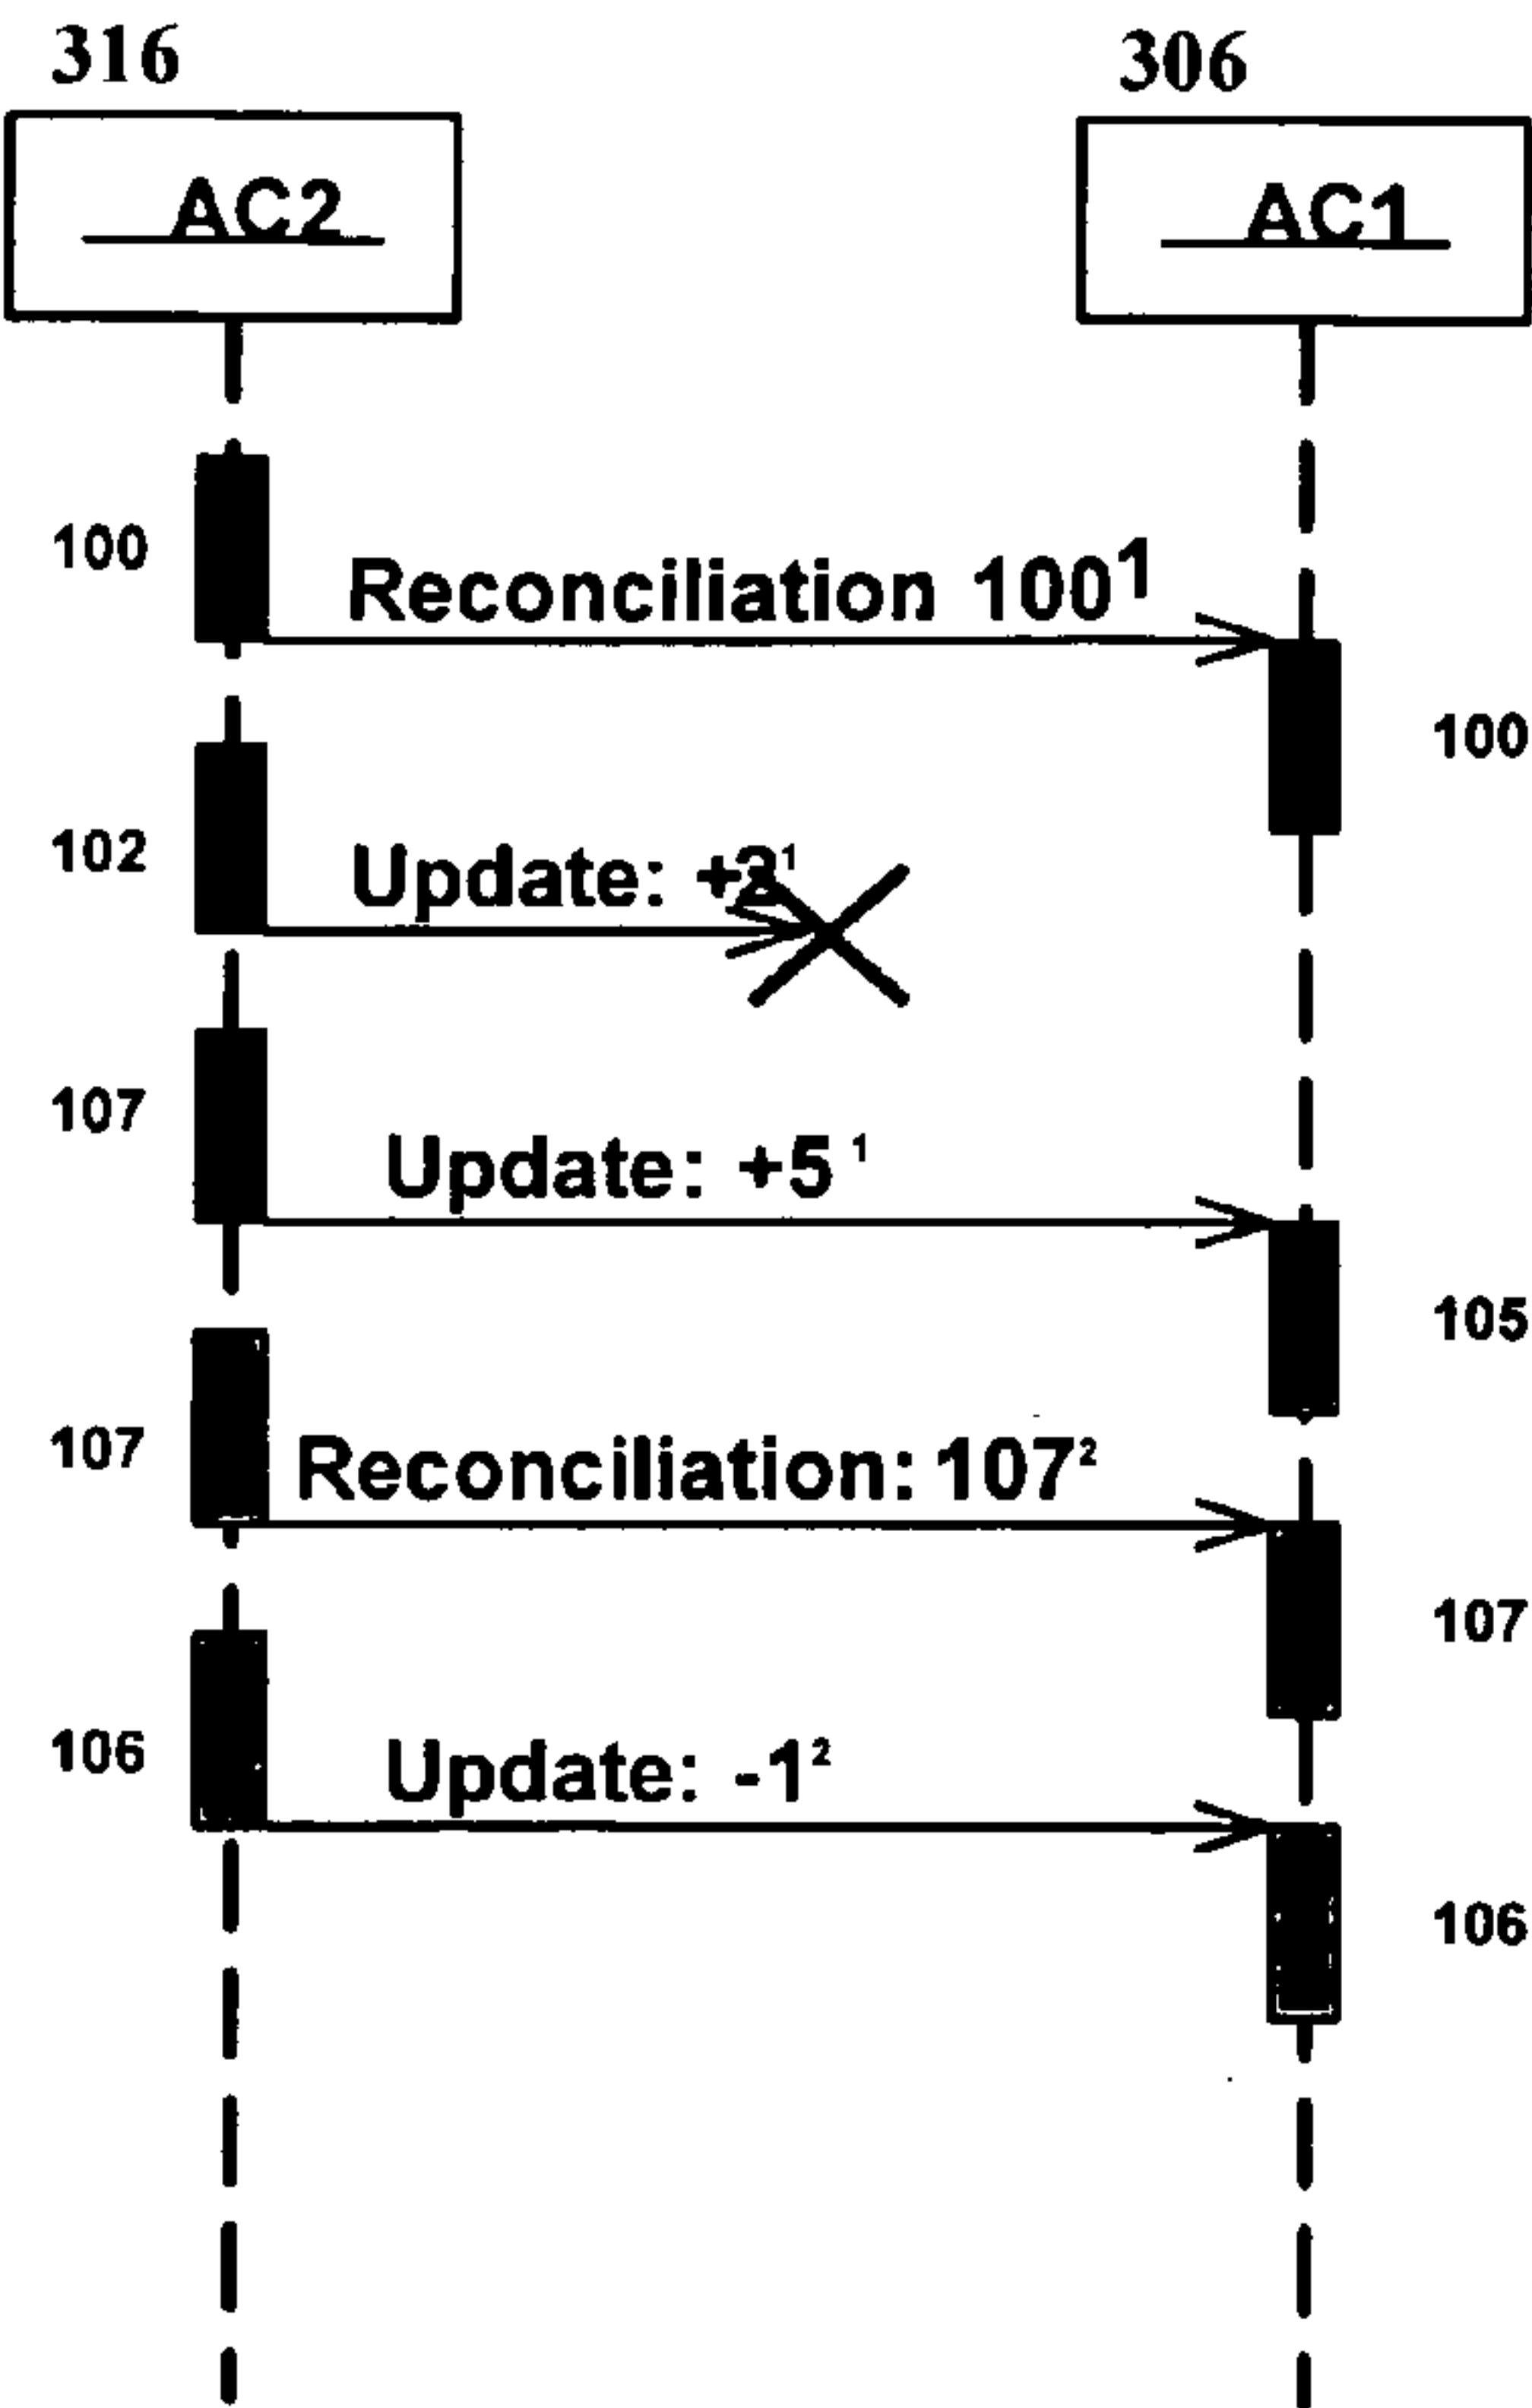 316
306
AC2
AC1
100
Reconciliation 100¹
100
102
Update: +2¹
107
Update: +5 ¹
105
107
Reconciliation: 107²
107
106
Update: -1²
106